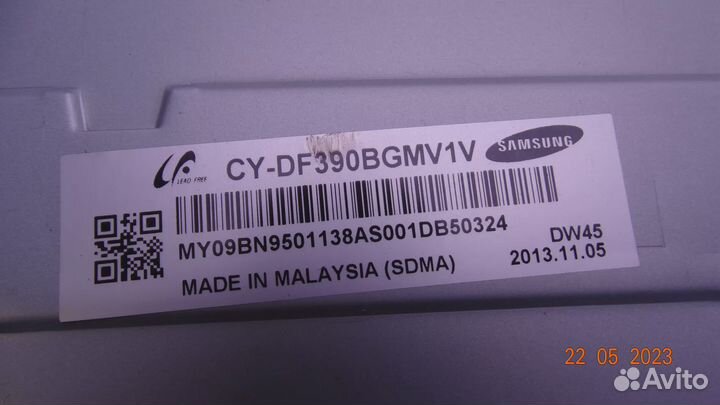 CY-DF390BGMV1V
SAMSUNG
LEAD FREE
MY09BN9501138AS001DB50324
DW45
MADE IN MALAYSIA (SDMA)
2013.11.05
22 05 2023
Avito